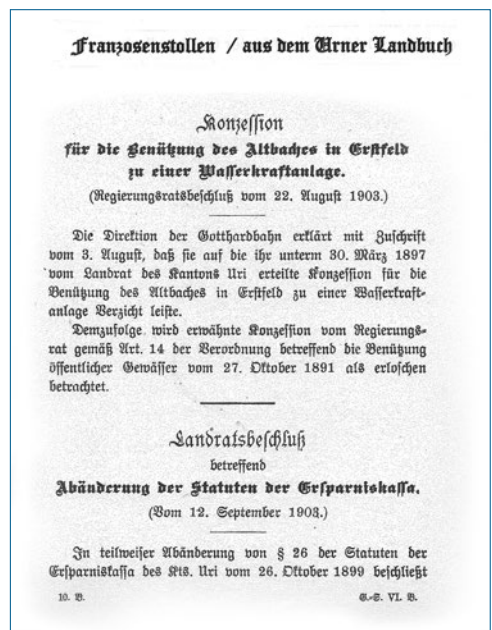 Franzosenstollen / aus dem Urner Landbuch
Konzession
für die Benützung des Altbaches in Erstfeld
zu einer Wasserkraftanlage.
(Regierungsratsbeschluß vom 22. August 1903.)
Die Direktion der Gotthardbahn erklärt mit Zuschrift
vom 3. August, daß sie auf die ihr unterm 30. März 1897
vom Landrat des Kantons Uri erteilte Konzession für die
Benützung des Altbaches in Erstfeld zu einer Wasserkraft-
anlage Verzicht leiste.
Demzufolge wird erwähnte Konzession vom Regierungs-
rat gemäß Art. 14 der Verordnung betreffend die Benützung
öffentlicher Gewässer vom 27. Oktober 1891 als erloschen
betrachtet.
Landratsbeschluß
betreffend
Abänderung der Statuten der Ersparniskassa.
(Vom 12. September 1903.)
In teilweiser Abänderung von § 26 der Statuten der
Ersparniskassa des Kts. Uri vom 26. Oktober 1899 beschließt
10. B.
G.-S. VI. B.